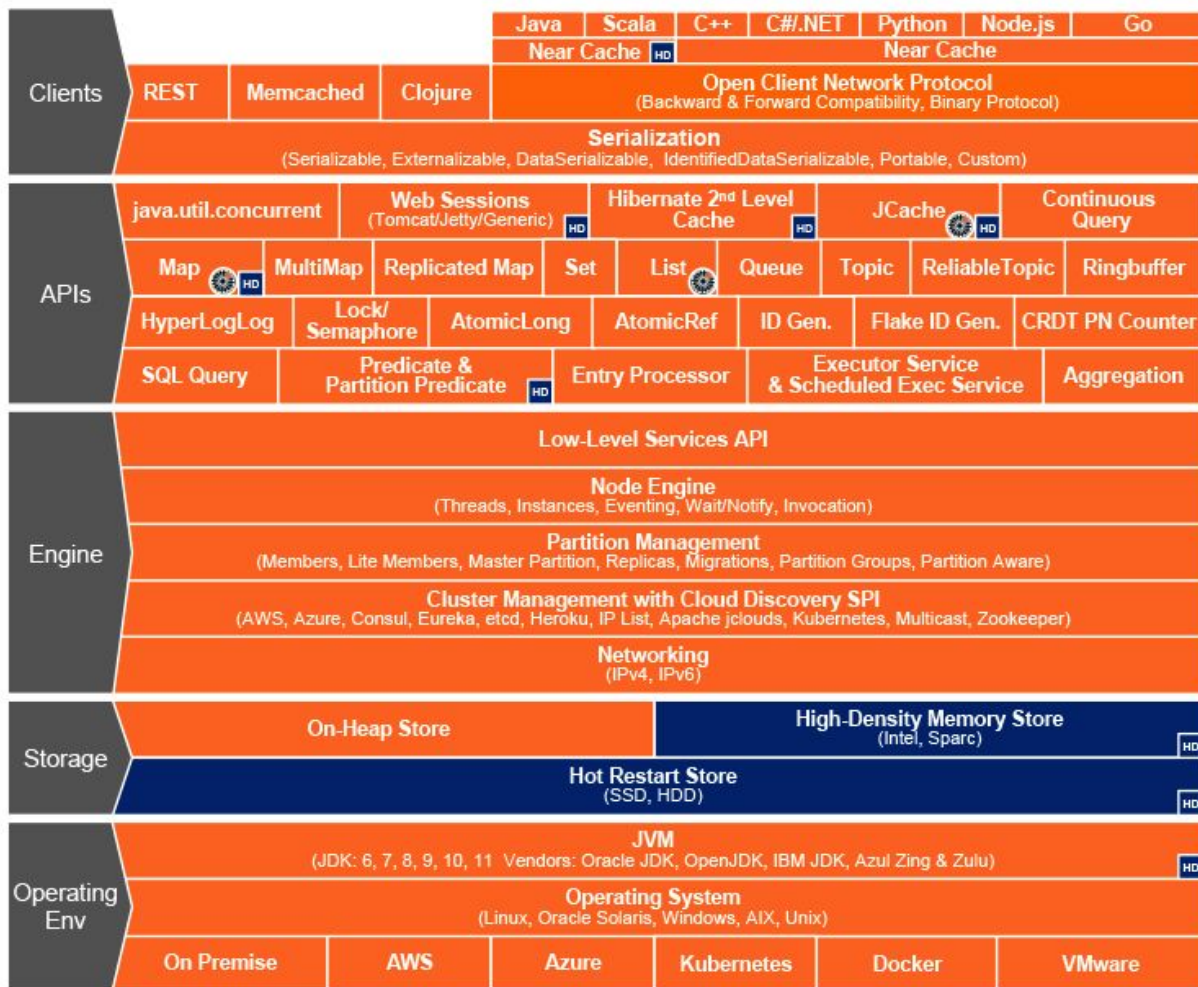 Clients
Java Scala C++ C#/.NET Python Node.js Go
Near Cache HD Near Cache
REST Memcached Clojure Open Client Network Protocol
(Backward & Forward Compatibility, Binary Protocol)
Serialization
(Serializable, Externalizable, DataSerializable, IdentifiedDataSerializable, Portable, Custom)
APIs
java.util.concurrent
Web Sessions
(Tomcat/Jetty/Generic) HD
Hibernate 2nd Level
Cache HD
JCache HD
Continuous
Query
Map HD MultiMap Replicated Map Set List Queue Topic ReliableTopic Ringbuffer
HyperLogLog
Lock/
Semaphore
AtomicLong AtomicRef ID Gen. Flake ID Gen. CRDT PN Counter
SQL Query
Predicate &
Partition Predicate HD
Entry Processor
Executor Service
& Scheduled Exec Service
Aggregation
Engine
Low-Level Services API
Node Engine
(Threads, Instances, Eventing, Wait/Notify, Invocation)
Partition Management
(Members, Lite Members, Master Partition, Replicas, Migrations, Partition Groups, Partition Aware)
Cluster Management with Cloud Discovery SPI
(AWS, Azure, Consul, Eureka, etcd, Heroku, IP List, Apache jclouds, Kubernetes, Multicast, Zookeeper)
Networking
(IPv4, IPv6)
Storage
On-Heap Store
High-Density Memory Store
(Intel, Sparc) HD
Hot Restart Store
(SSD, HDD) HD
Operating
Env
JVM
(JDK: 6, 7, 8, 9, 10, 11 Vendors: Oracle JDK, OpenJDK, IBM JDK, Azul Zing & Zulu) HD
Operating System
(Linux, Oracle Solaris, Windows, AIX, Unix)
On Premise AWS Azure Kubernetes Docker VMware